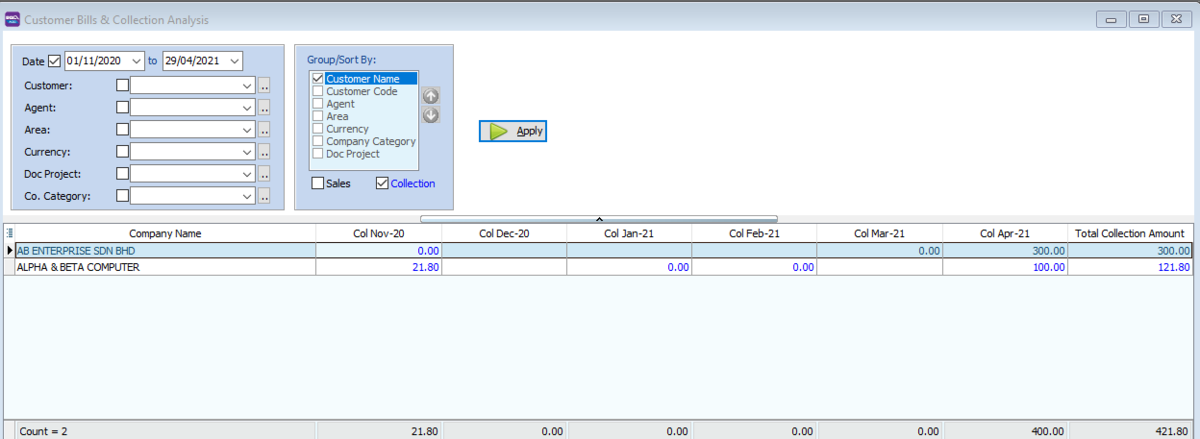 Customer Bills & Collection Analysis
Date 01/11/2020 to 29/04/2021
Customer: ..
Agent: ..
Area: ..
Currency: ..
Doc Project: ..
Co. Category: ..
Group/Sort By:
Customer Name
Customer Code
Agent
Area
Currency
Company Category
Doc Project
Sales Collection
Apply
Company Name Col Nov-20 Col Dec-20 Col Jan-21 Col Feb-21 Col Mar-21 Col Apr-21 Total Collection Amount
AB ENTERPRISE SDN BHD 0.00 0.00 300.00 300.00
ALPHA & BETA COMPUTER 21.80 0.00 0.00 100.00 121.80
Count = 2 21.80 0.00 0.00 0.00 0.00 400.00 421.80